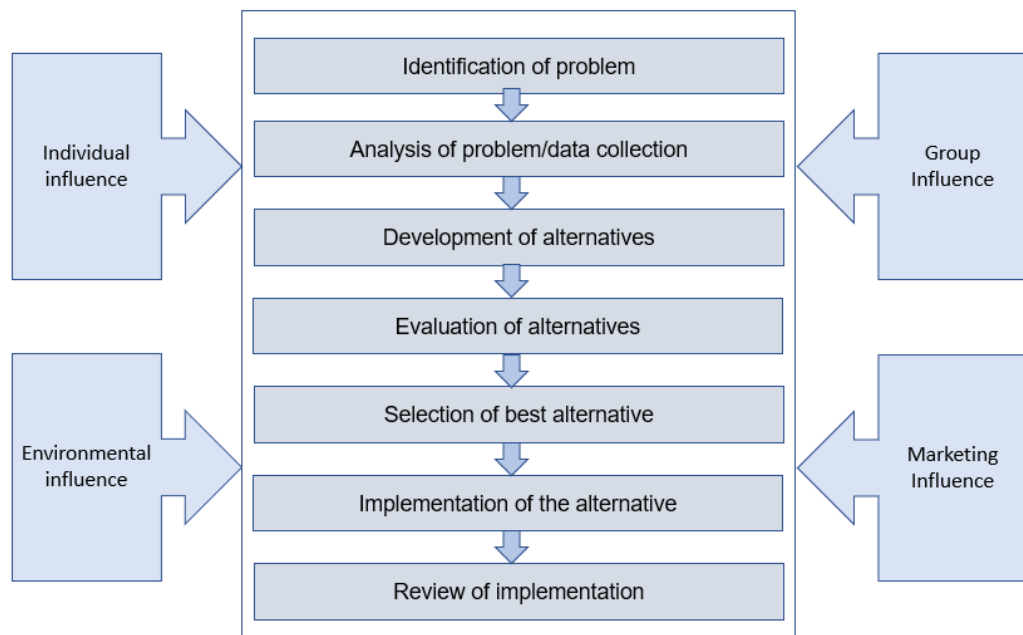 Identification of problem
Individual
influence
Analysis of problem/data collection
Group
Influence
Development of alternatives
Evaluation of alternatives
Selection of best alternative
Environmental
influence
Marketing
Influence
Implementation of the alternative
Review of implementation